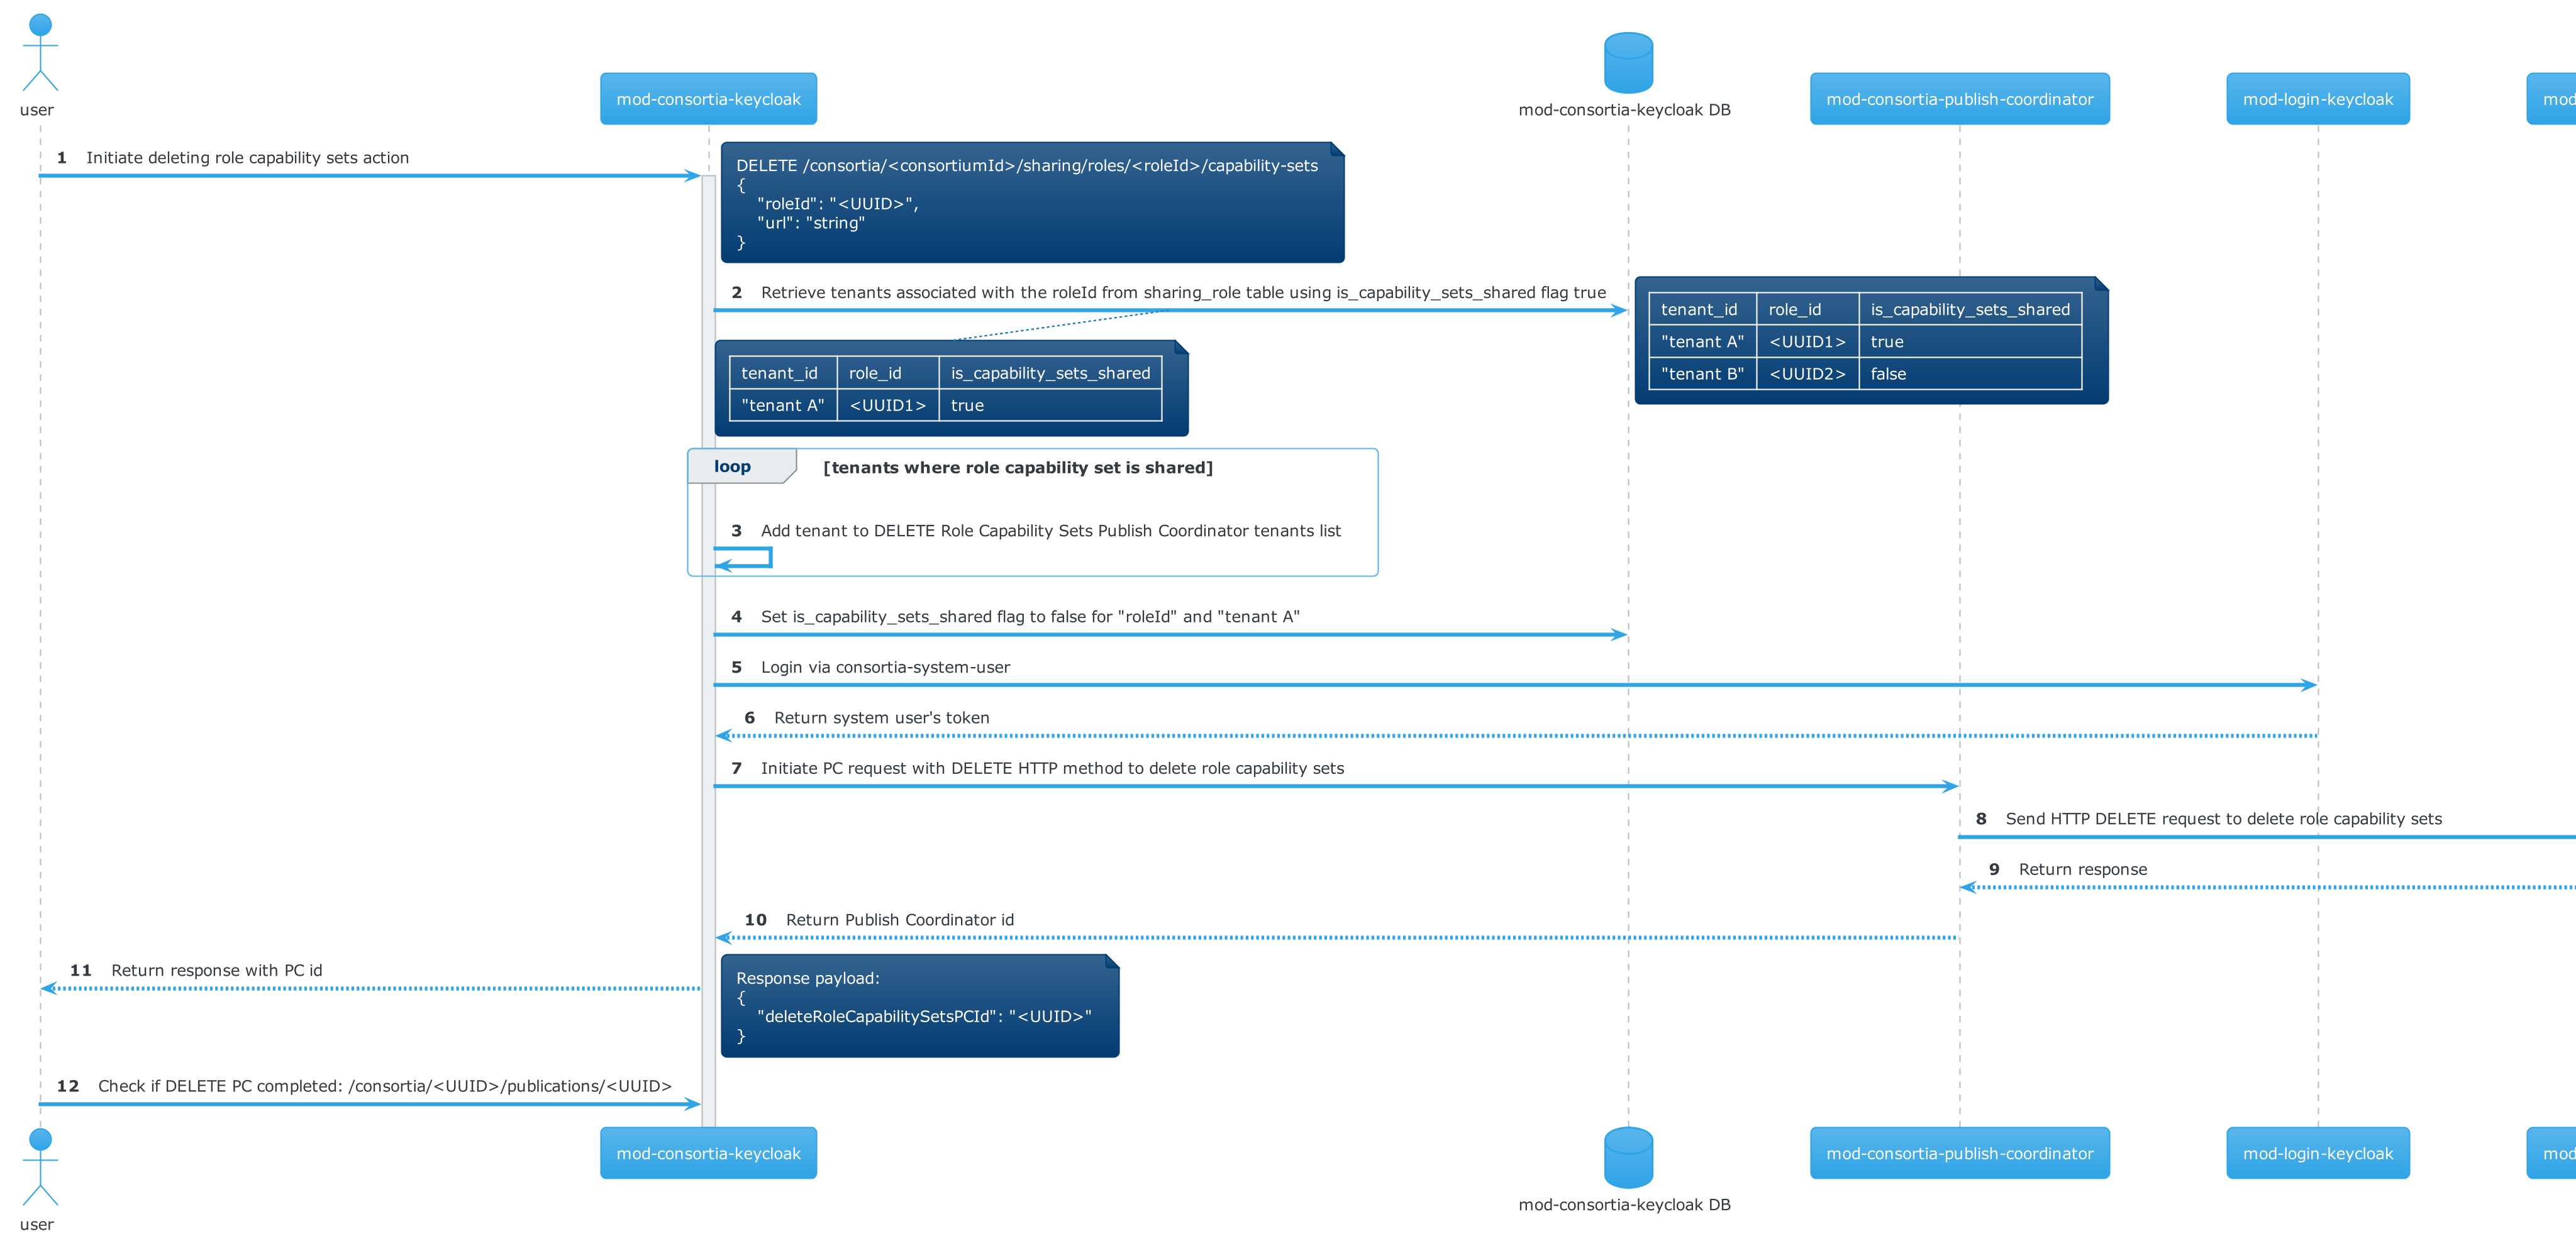 user
mod-consortia-keycloak
mod-consortia-keycloak DB
mod-consortia-publish-coordinator
mod-login-keycloak
1 Initiate deleting role capability sets action
DELETE /consortia/<consortiumId>/sharing/roles/<roleId>/capability-sets
{
"roleId": "<UUID>",
"url": "string"
}
2 Retrieve tenants associated with the roleId from sharing_role table using is_capability_sets_shared flag true
tenant_id role_id is_capability_sets_shared
"tenant A" <UUID1> true
"tenant B" <UUID2> false
tenant_id role_id is_capability_sets_shared
"tenant A" <UUID1> true
loop [tenants where role capability set is shared]
3 Add tenant to DELETE Role Capability Sets Publish Coordinator tenants list
4 Set is_capability_sets_shared flag to false for "roleId" and "tenant A"
5 Login via consortia-system-user
6 Return system user's token
7 Initiate PC request with DELETE HTTP method to delete role capability sets
8 Send HTTP DELETE request to delete role capability sets
9 Return response
10 Return Publish Coordinator id
11 Return response with PC id
Response payload:
{
"deleteRoleCapabilitySetsPCId": "<UUID>"
}
12 Check if DELETE PC completed: /consortia/<UUID>/publications/<UUID>
user
mod-consortia-keycloak
mod-consortia-keycloak DB
mod-consortia-publish-coordinator
mod-login-keycloak